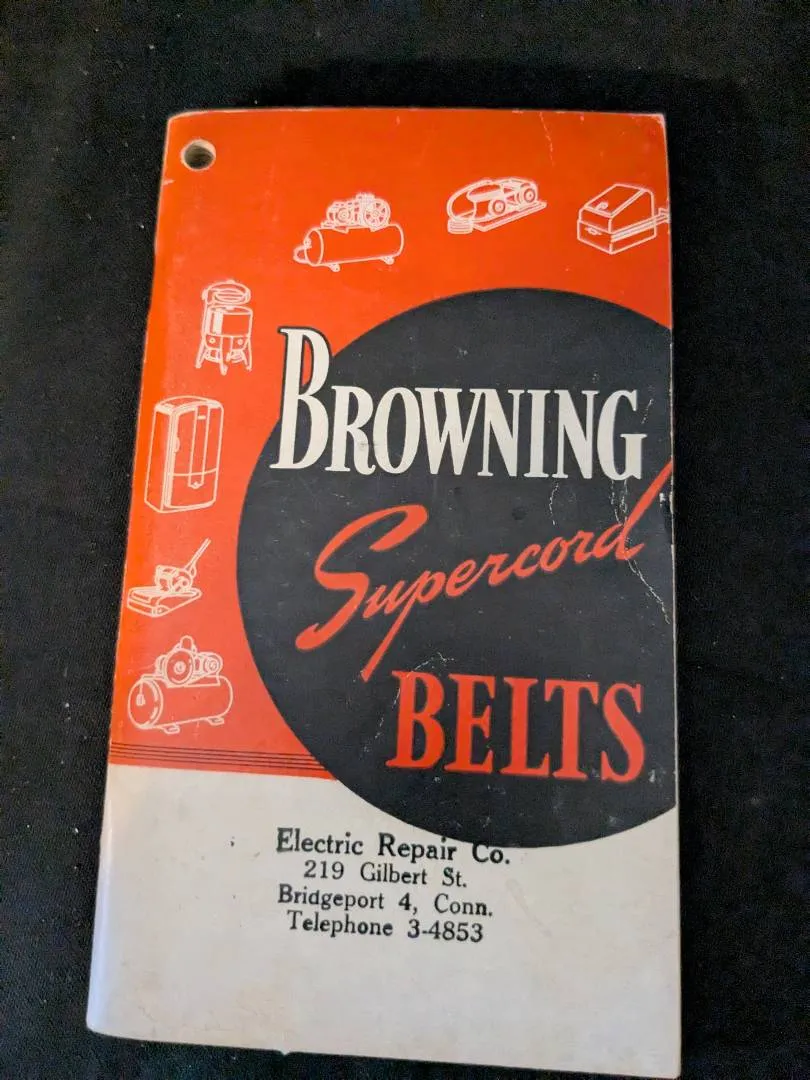 BROWNING
Supercord
BELTS
Electric Repair Co.
219 Gilbert St.
Bridgeport 4, Conn.
Telephone 3-4853